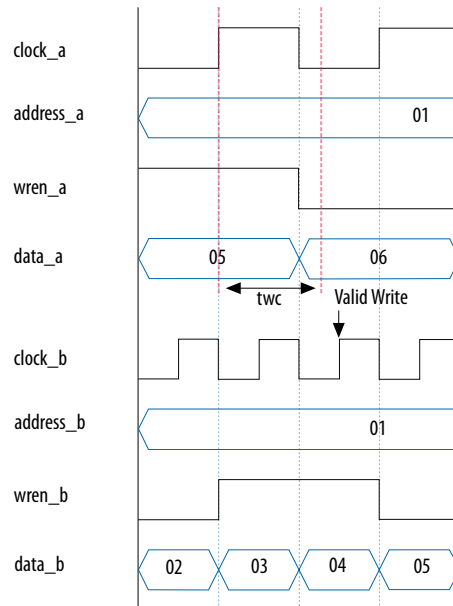 clock_a
address_a 01
wren_a
data_a 05 06
twc Valid Write
clock_b
address_b 01
wren_b
data_b 02 03 04 05